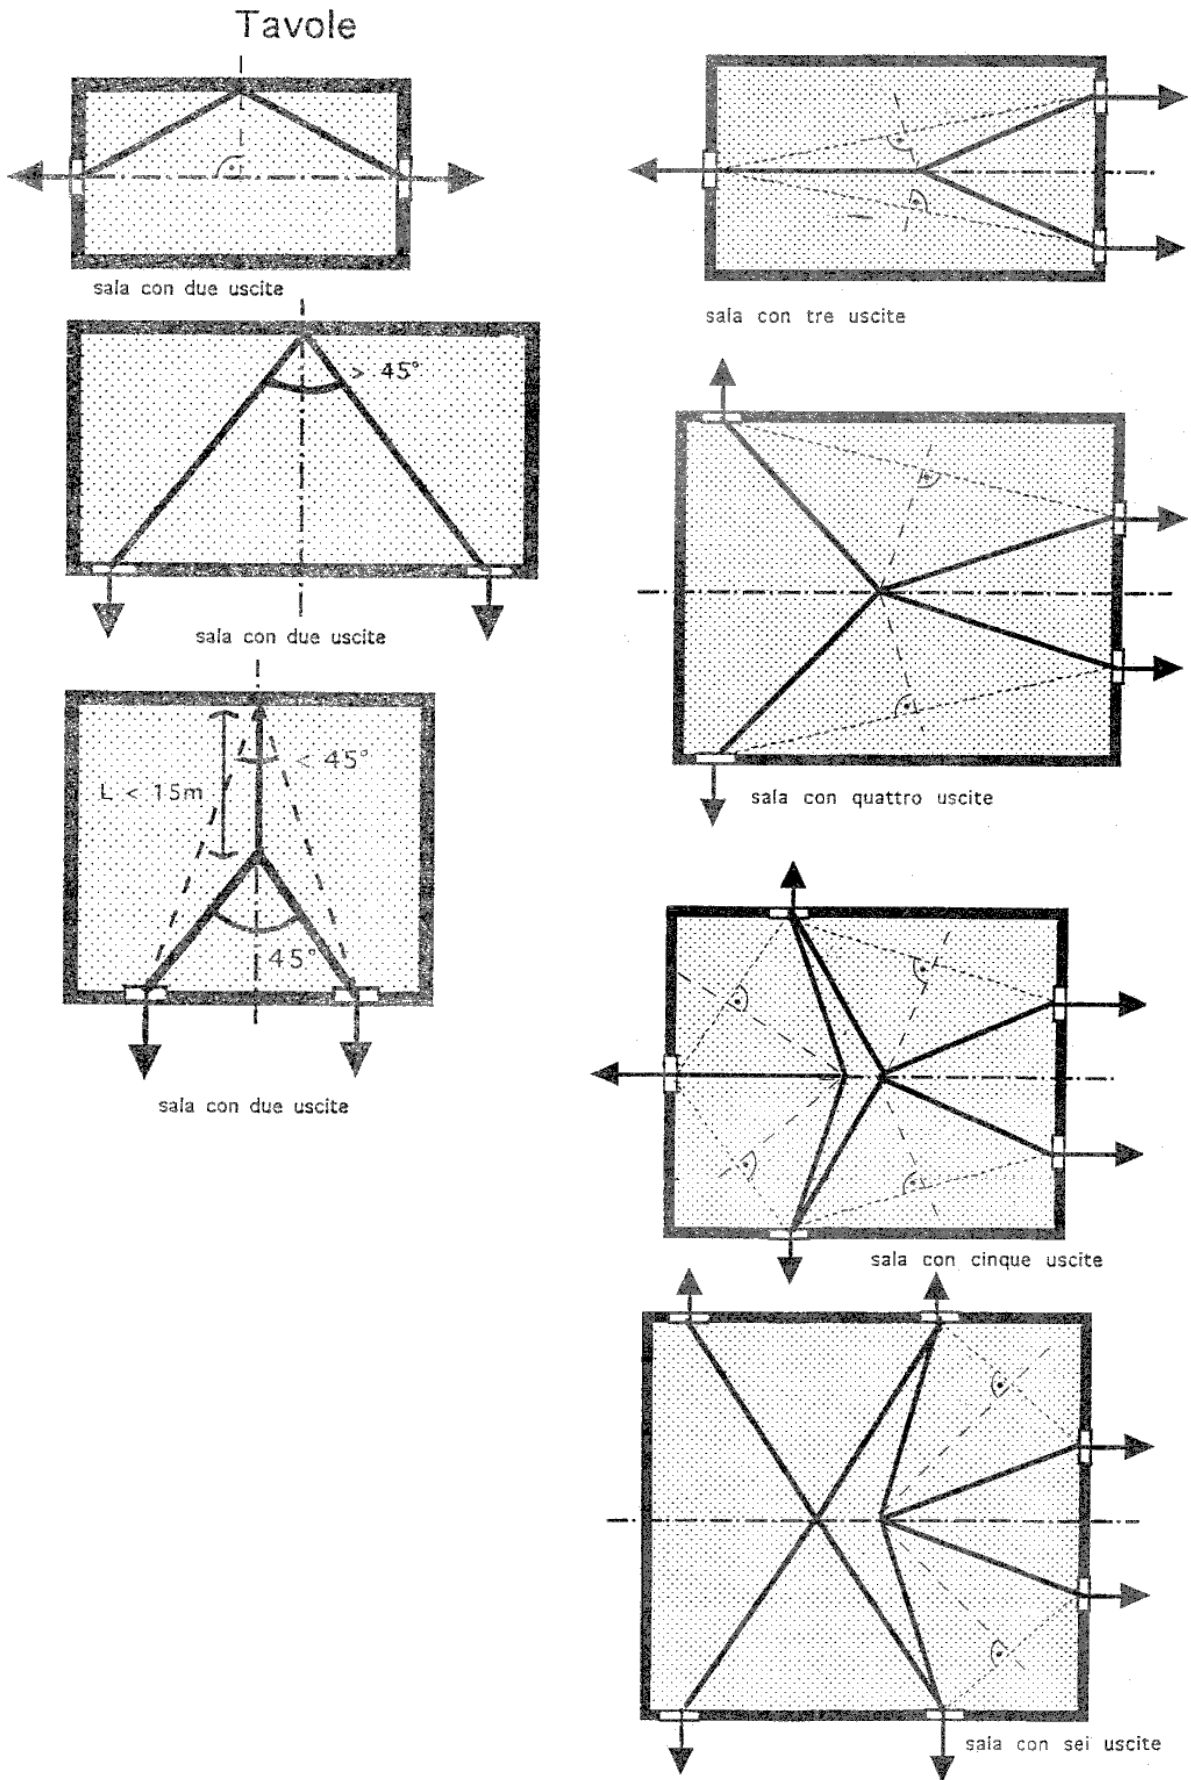 Tavole
sala con due uscite
> 45°
sala con due uscite
< 45°
L < 15m
45°
sala con due uscite
sala con tre uscite
sala con quattro uscite
sala con cinque uscite
sala con sei uscite